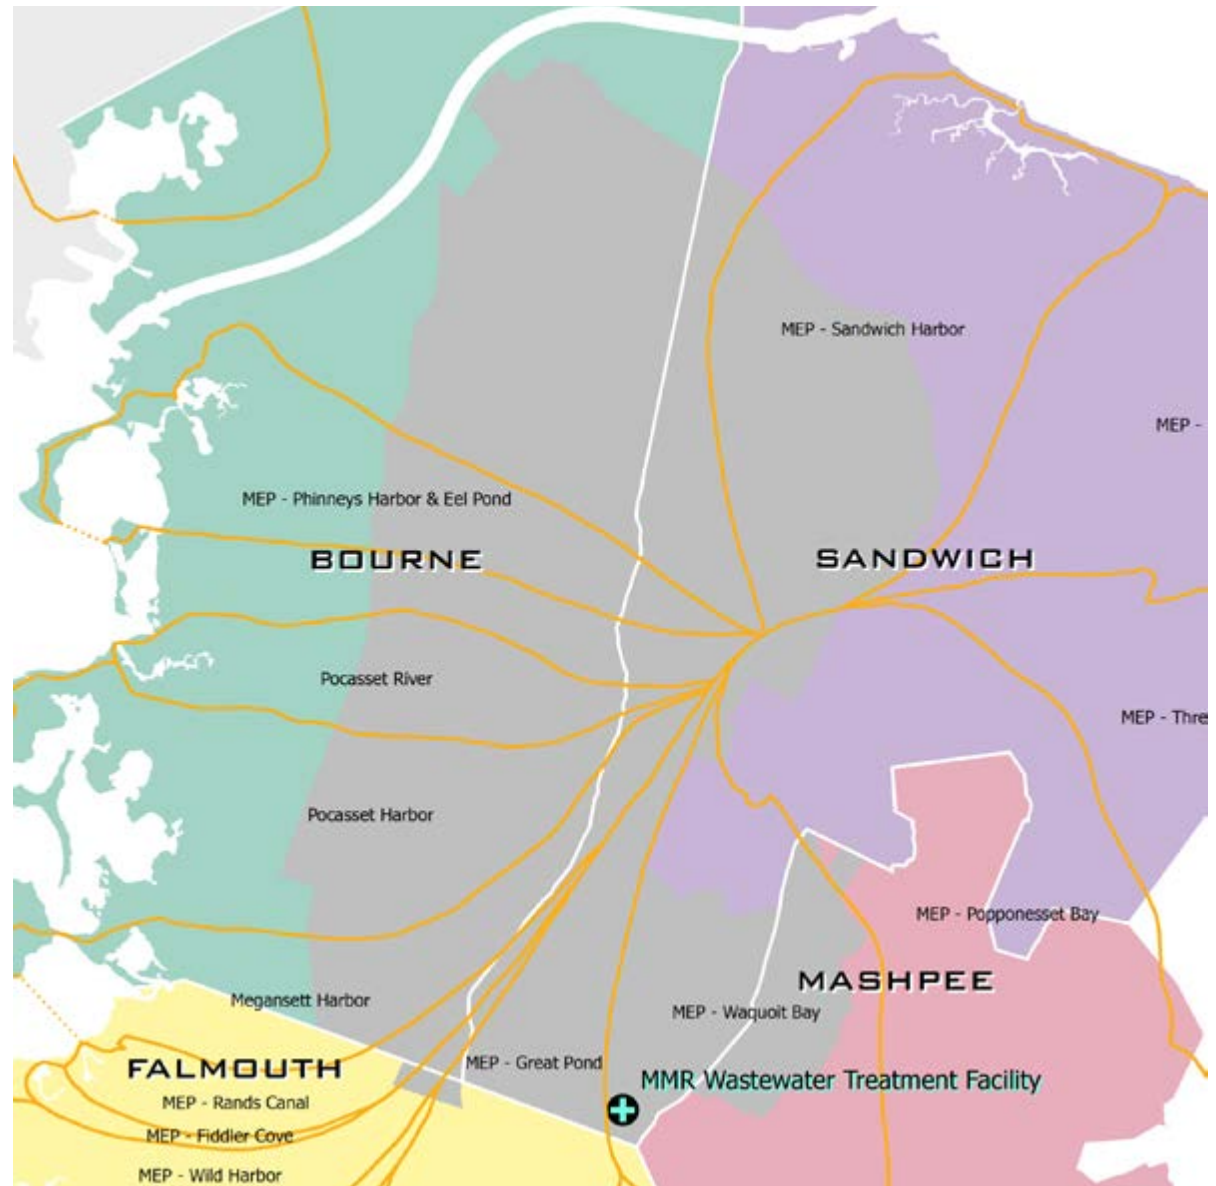 MEP - Sandwich Harbor
MEP -
MEP - Phinneys Harbor & Eel Pond
BOURNE
SANDWICH
Pocasset River
MEP - Thre
Pocasset Harbor
MEP - Popponesset Bay
MASHPEE
Megansett Harbor
MEP - Waquoit Bay
MEP - Great Pond
FALMOUTH
MMR Wastewater Treatment Facility
MEP - Rands Canal
MEP - Fiddler Cove
MEP - Wild Harbor